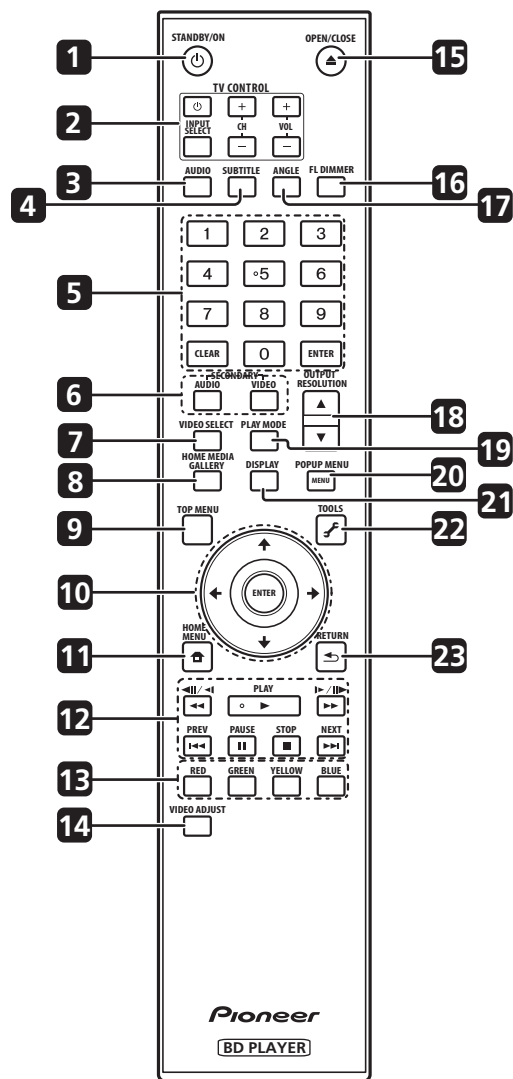 STANDBY/ON
OPEN/CLOSE
1
15
TV CONTROL
2
INPUT SELECT
+
CH
–
+
VOL
–
3
AUDIO
SUBTITLE
ANGLE
FL DIMMER
16
4
17
1
2
3
5
4
5
6
7
8
9
CLEAR
0
ENTER
SECONDARY
OUTPUT RESOLUTION
6
AUDIO
VIDEO
18
7
VIDEO SELECT
PLAY MODE
19
8
HOME MEDIA GALLERY
DISPLAY
POPUP MENU
MENU
20
21
9
TOP MENU
TOOLS
22
10
ENTER
11
HOME MENU
RETURN
23
12
PLAY
PREV
PAUSE
STOP
NEXT
13
RED
GREEN
YELLOW
BLUE
14
VIDEO ADJUST
Pioneer
BD PLAYER